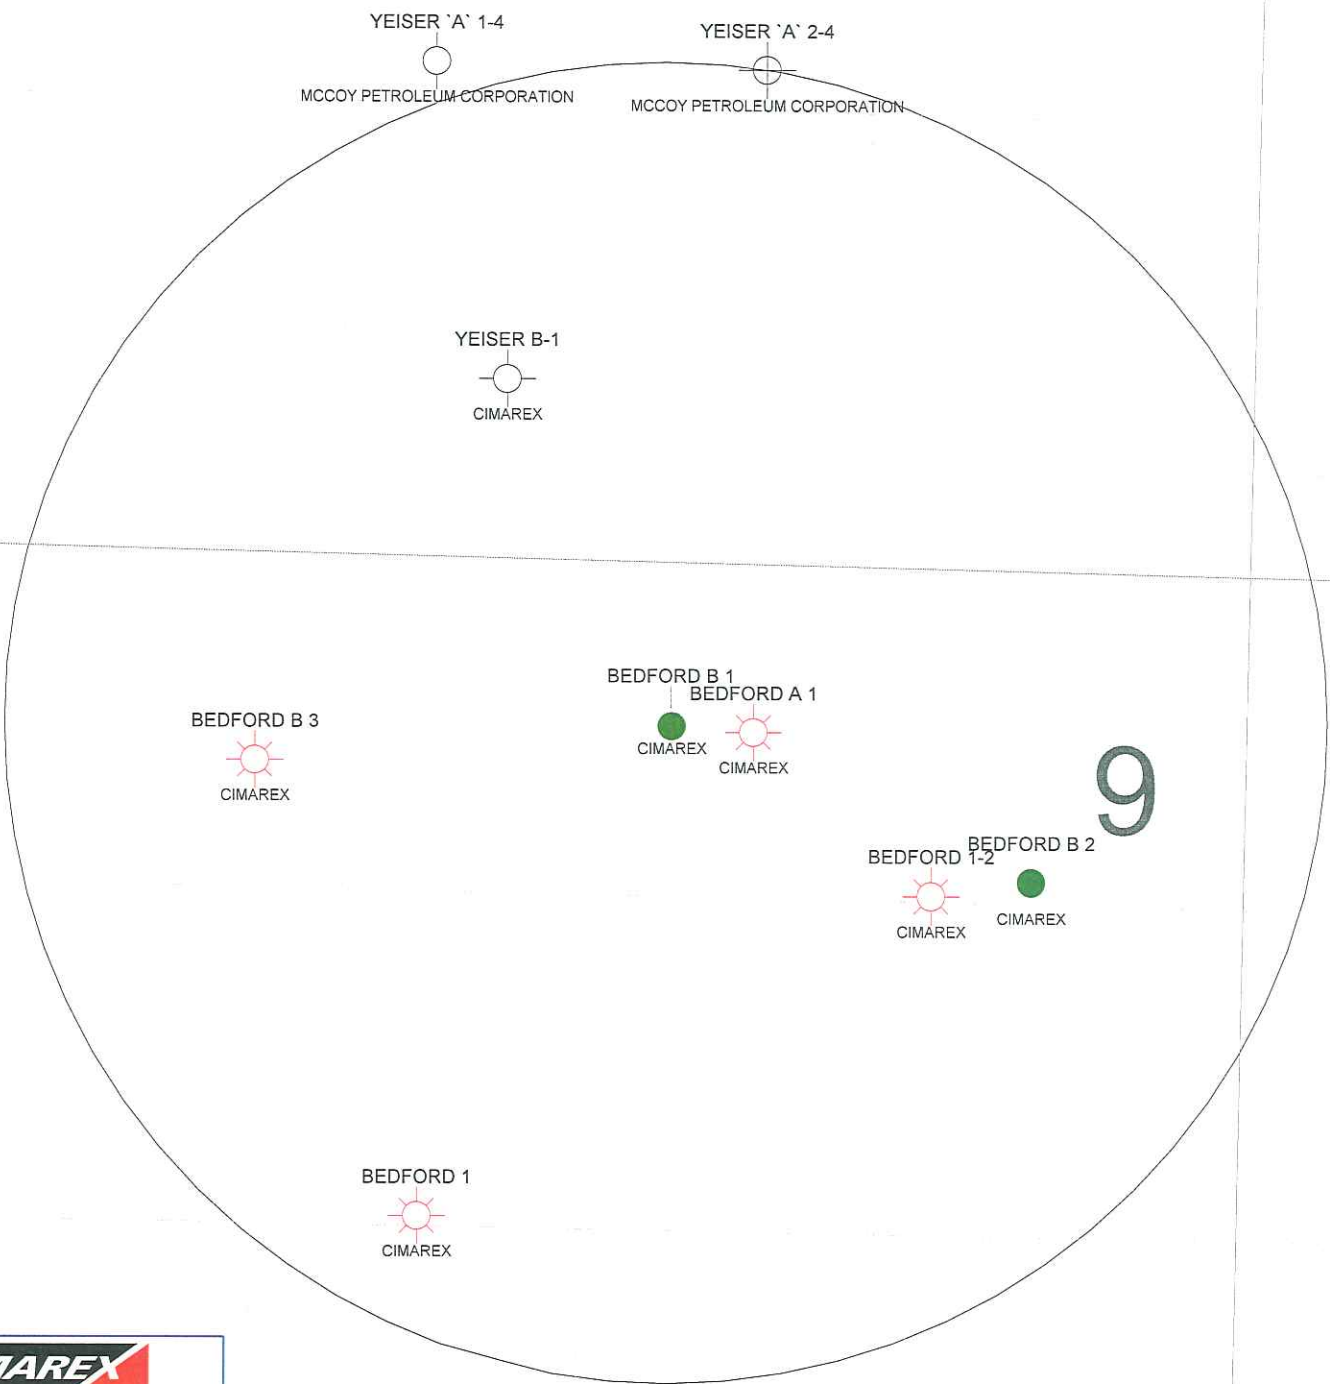 YEISER `A` 1-4
MCCOY PETROLEUM CORPORATION
YEISER `A` 2-4
MCCOY PETROLEUM CORPORATION
YEISER B-1
CIMAREX
BEDFORD B 3
CIMAREX
BEDFORD B 1
CIMAREX
BEDFORD A 1
CIMAREX
9
BEDFORD 1-2
CIMAREX
BEDFORD B 2
CIMAREX
BEDFORD 1
CIMAREX
MAREX